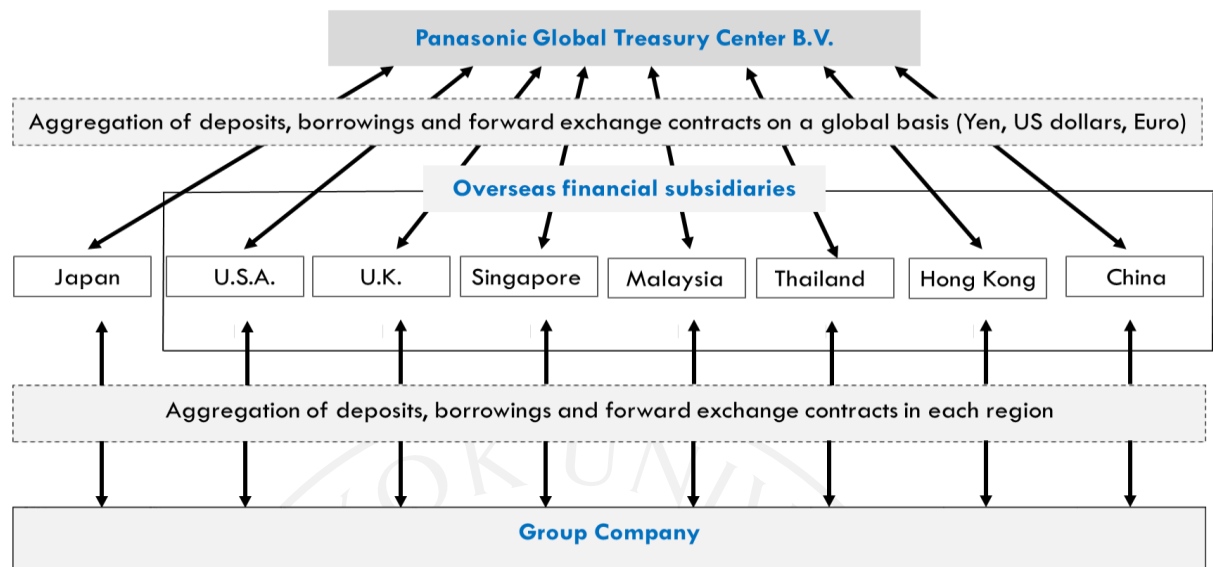 Panasonic Global Treasury Center B.V.
Aggregation of deposits, borrowings and forward exchange contracts on a global basis (Yen, US dollars, Euro)
Overseas financial subsidiaries
Japan
U.S.A.
U.K.
Singapore
Malaysia
Thailand
Hong Kong
China
Aggregation of deposits, borrowings and forward exchange contracts in each region
Group Company